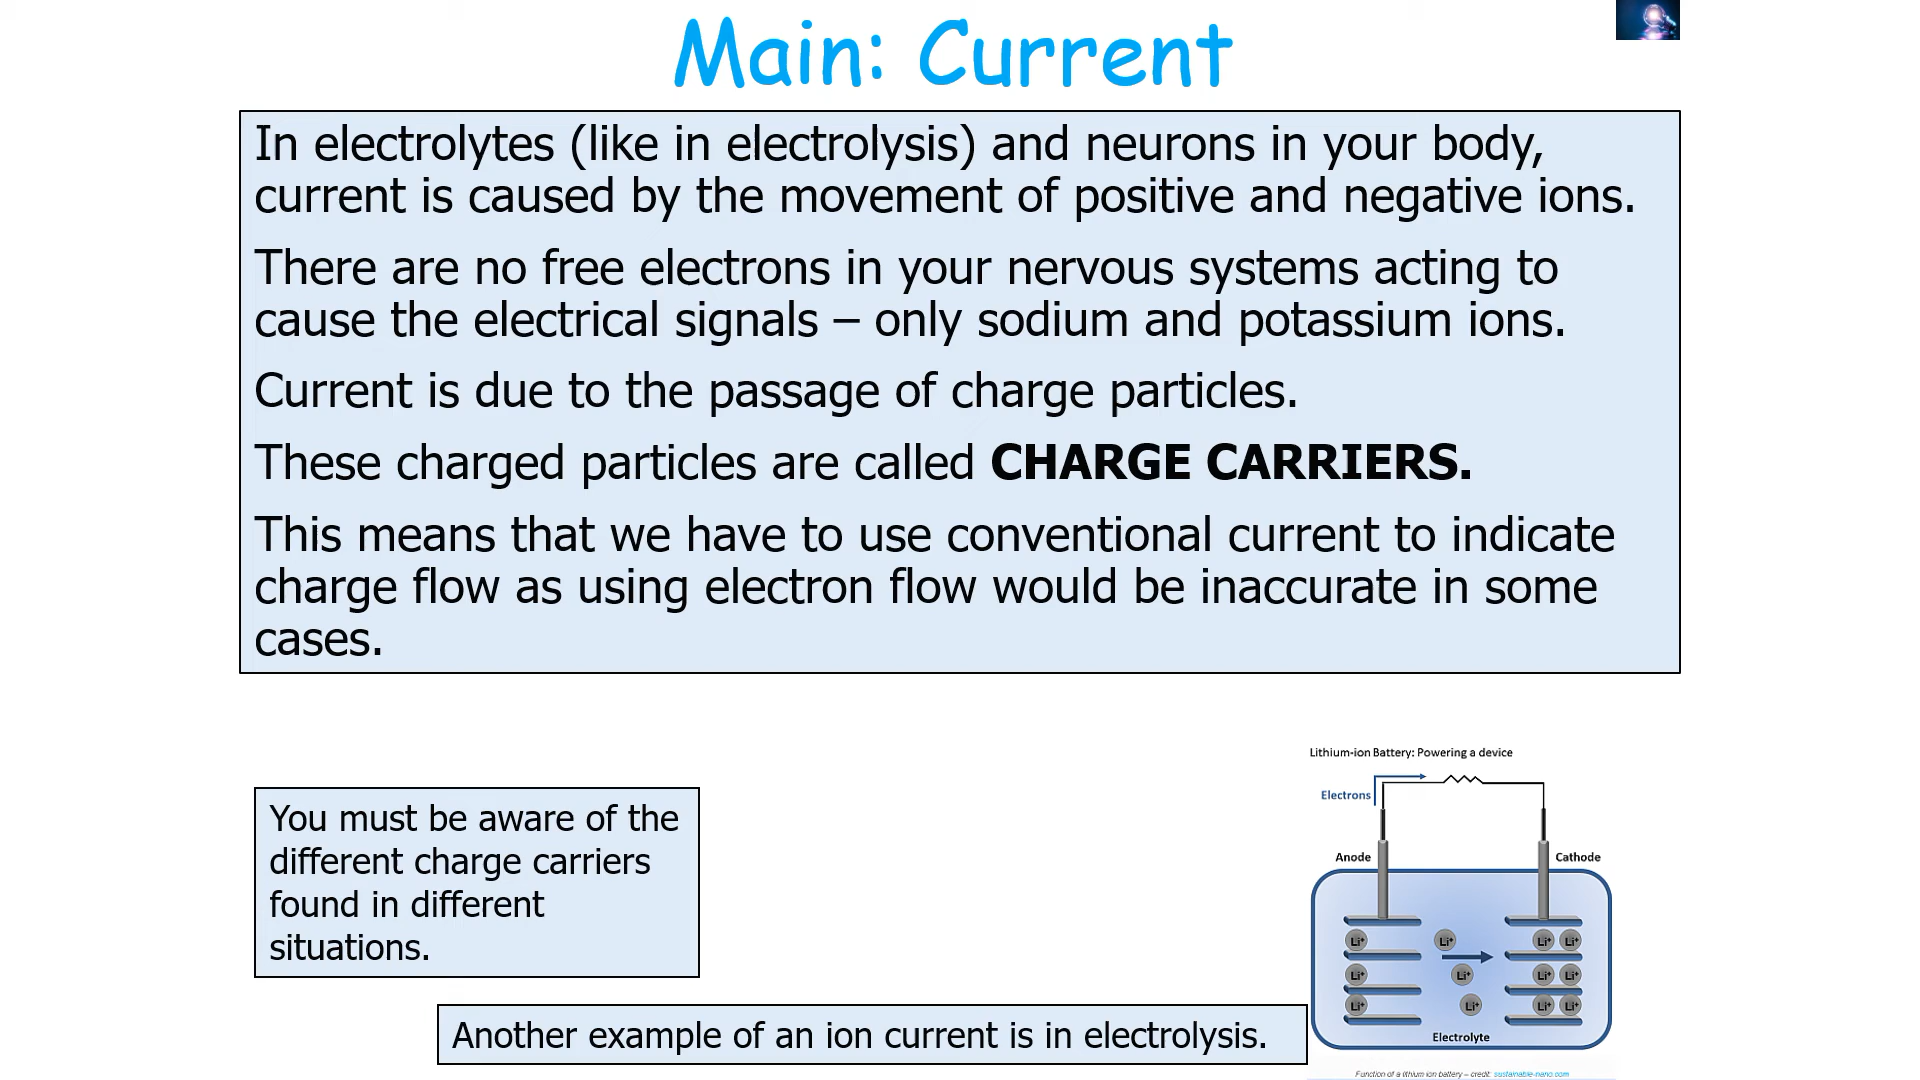 Main: Current
In electrolytes (like in electrolysis) and neurons in your body,
current is caused by the movement of positive and negative ions.
There are no free electrons in your nervous systems acting to
cause the electrical signals – only sodium and potassium ions.
Current is due to the passage of charge particles.
These charged particles are called CHARGE CARRIERS.
This means that we have to use conventional current to indicate
charge flow as using electron flow would be inaccurate in some
cases.
You must be aware of the
different charge carriers
found in different
situations.
Another example of an ion current is in electrolysis.
Lithium-ion Battery: Powering a device
Electrons
Anode
Cathode
Li+ Li+ Li+ Li+
Li+ Li+ Li+ Li+
Li+ Li+ Li+ Li+
Electrolyte
Function of a lithium ion battery – credit: sustainable-nano.com